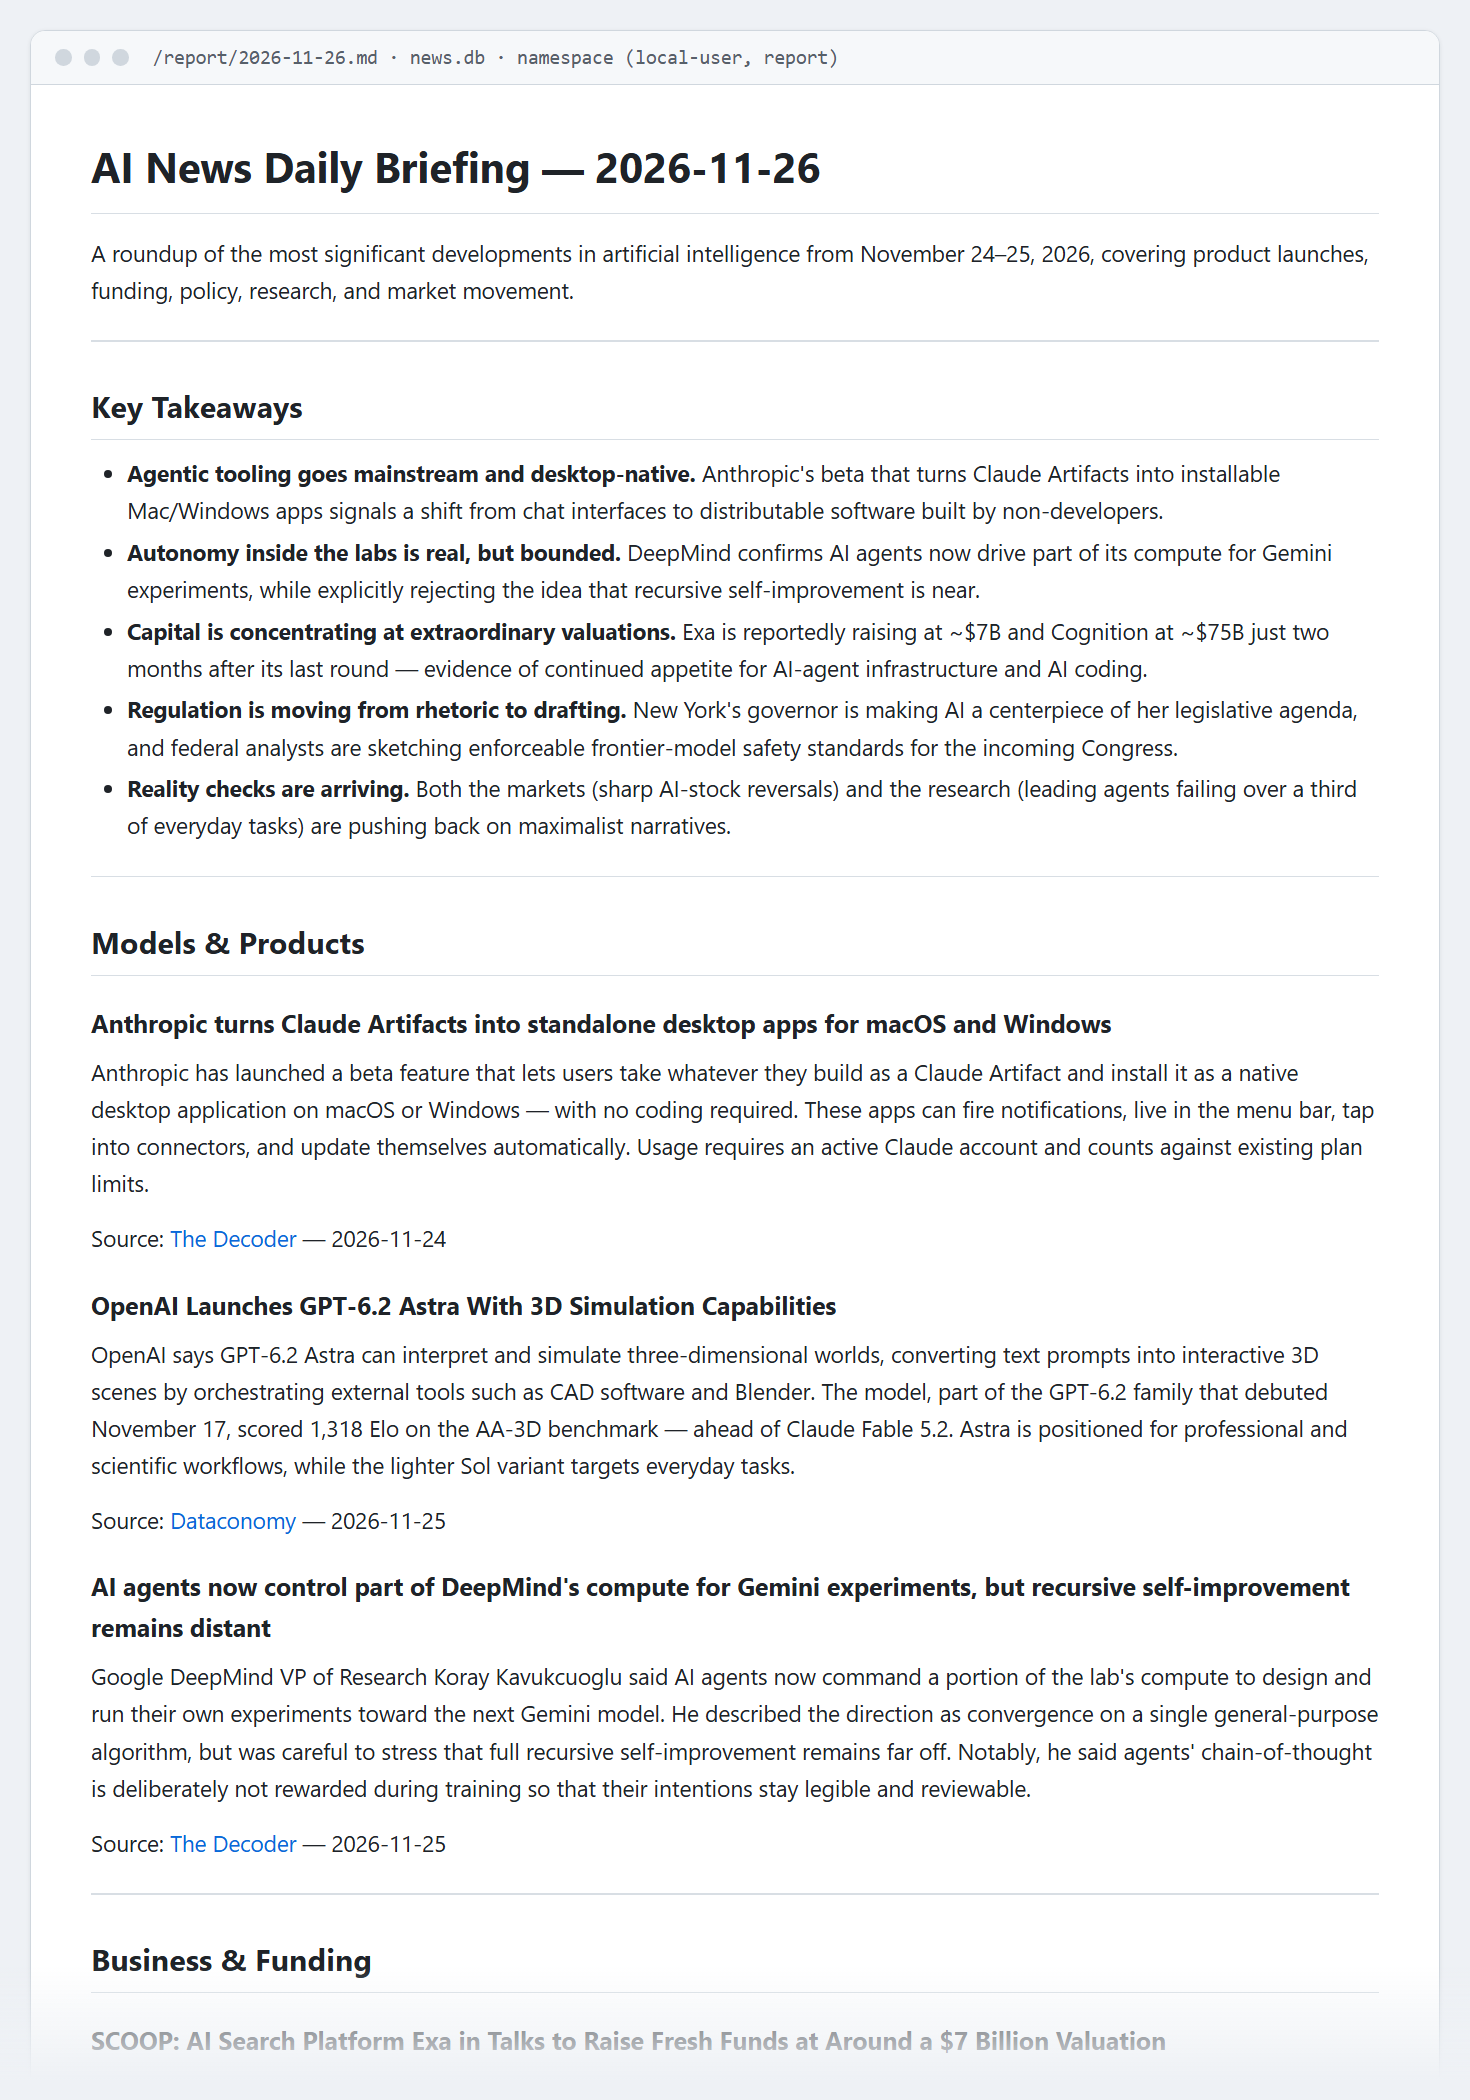 /report/2026-11-26.md · news.db · namespace (local-user, report)
AI News Daily Briefing — 2026-11-26
A roundup of the most significant developments in artificial intelligence from November 24–25, 2026, covering product launches,
funding, policy, research, and market movement.
Key Takeaways
• Agentic tooling goes mainstream and desktop-native. Anthropic's beta that turns Claude Artifacts into installable
Mac/Windows apps signals a shift from chat interfaces to distributable software built by non-developers.
• Autonomy inside the labs is real, but bounded. DeepMind confirms AI agents now drive part of its compute for Gemini
experiments, while explicitly rejecting the idea that recursive self-improvement is near.
• Capital is concentrating at extraordinary valuations. Exa is reportedly raising at ~$7B and Cognition at ~$75B just two
months after its last round — evidence of continued appetite for AI-agent infrastructure and AI coding.
• Regulation is moving from rhetoric to drafting. New York's governor is making AI a centerpiece of her legislative agenda,
and federal analysts are sketching enforceable frontier-model safety standards for the incoming Congress.
• Reality checks are arriving. Both the markets (sharp AI-stock reversals) and the research (leading agents failing over a third
of everyday tasks) are pushing back on maximalist narratives.
Models & Products
Anthropic turns Claude Artifacts into standalone desktop apps for macOS and Windows
Anthropic has launched a beta feature that lets users take whatever they build as a Claude Artifact and install it as a native
desktop application on macOS or Windows — with no coding required. These apps can fire notifications, live in the menu bar, tap
into connectors, and update themselves automatically. Usage requires an active Claude account and counts against existing plan
limits.
Source: The Decoder — 2026-11-24
OpenAI Launches GPT-6.2 Astra With 3D Simulation Capabilities
OpenAI says GPT-6.2 Astra can interpret and simulate three-dimensional worlds, converting text prompts into interactive 3D
scenes by orchestrating external tools such as CAD software and Blender. The model, part of the GPT-6.2 family that debuted
November 17, scored 1,318 Elo on the AA-3D benchmark — ahead of Claude Fable 5.2. Astra is positioned for professional and
scientific workflows, while the lighter Sol variant targets everyday tasks.
Source: Dataconomy — 2026-11-25
AI agents now control part of DeepMind's compute for Gemini experiments, but recursive self-improvement
remains distant
Google DeepMind VP of Research Koray Kavukcuoglu said AI agents now command a portion of the lab's compute to design and
run their own experiments toward the next Gemini model. He described the direction as convergence on a single general-purpose
algorithm, but was careful to stress that full recursive self-improvement remains far off. Notably, he said agents' chain-of-thought
is deliberately not rewarded during training so that their intentions stay legible and reviewable.
Source: The Decoder — 2026-11-25
Business & Funding
SCOOP: AI Search Platform Exa in Talks to Raise Fresh Funds at Around a $7 Billion Valuation